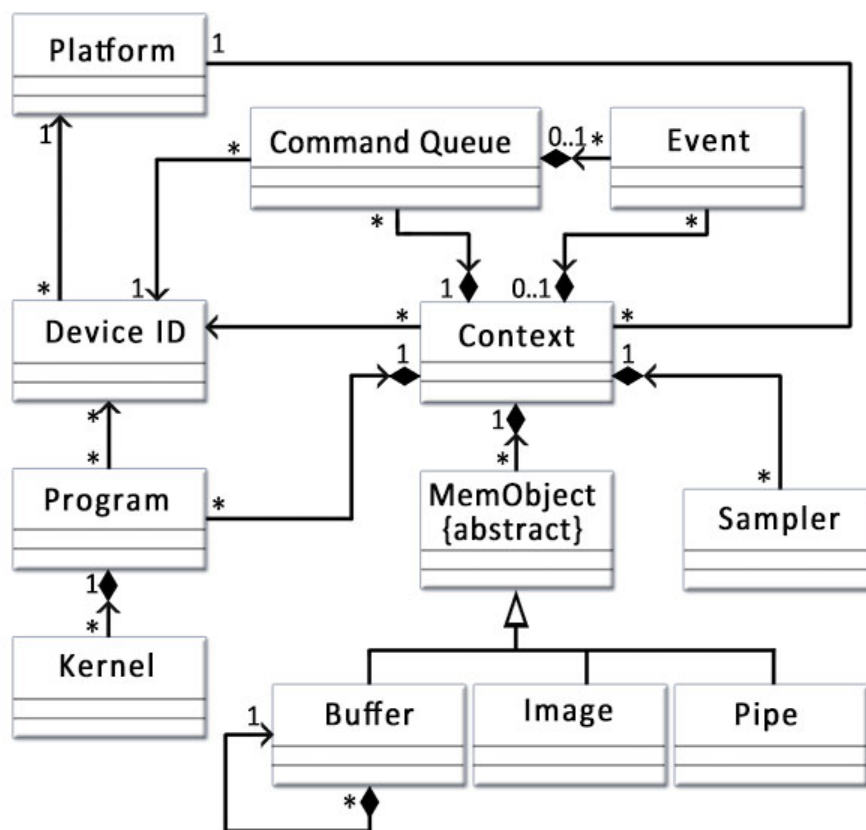 Platform
1
1
Command Queue
0..1
*
Event
*
*
*
*
1
1
0..1
Device ID
*
Context
*
1
1
*
*
1
*
MemObject
{abstract}
*
Sampler
Program
*
1
*
Kernel
1
Buffer
Image
Pipe
*